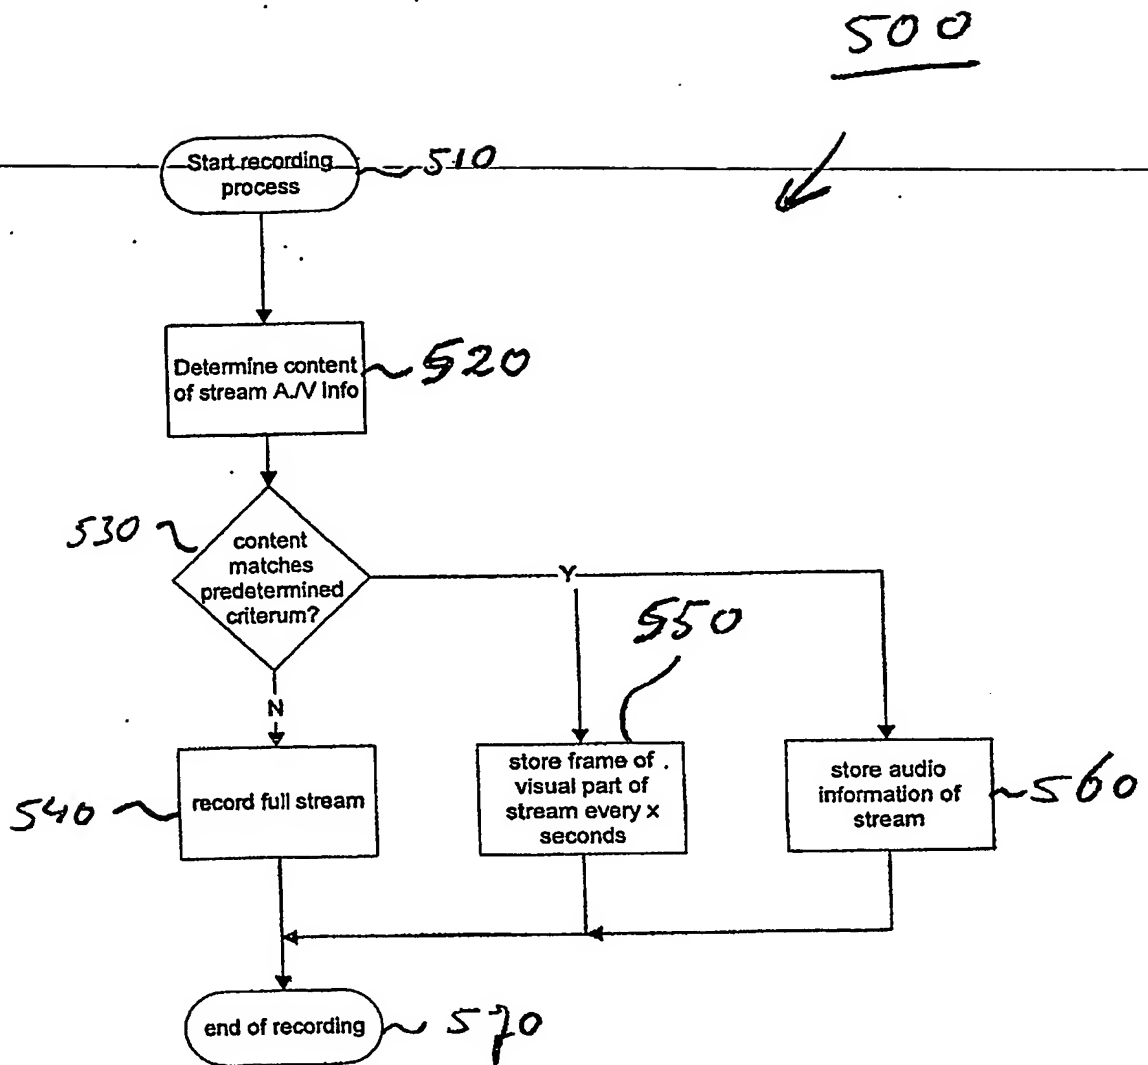 500
Start recording
process
510
Determine content
of stream A./V info
520
530
content
matches
predetermined
criterum?
Y
N
550
540
record full stream
store frame of
visual part of
stream every x
seconds
store audio
information of
stream
560
end of recording
570